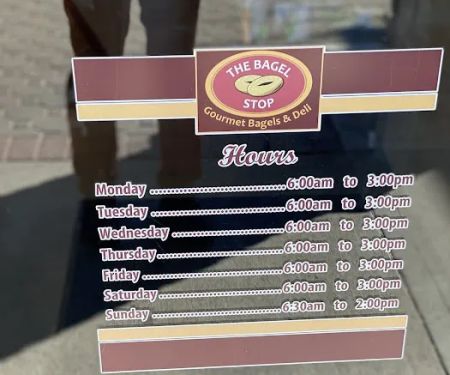 THE BAGEL
STOP
Gourmet Bagels & Deli
Hours
Monday ................................ 6:00am to 3:00pm
Tuesday ................................ 6:00am to 3:00pm
Wednesday ........................... 6:00am to 3:00pm
Thursday .............................. 6:00am to 3:00pm
Friday ................................... 6:00am to 3:00pm
Saturday ............................... 6:00am to 3:00pm
Sunday ................................. 6:30am to 2:00pm